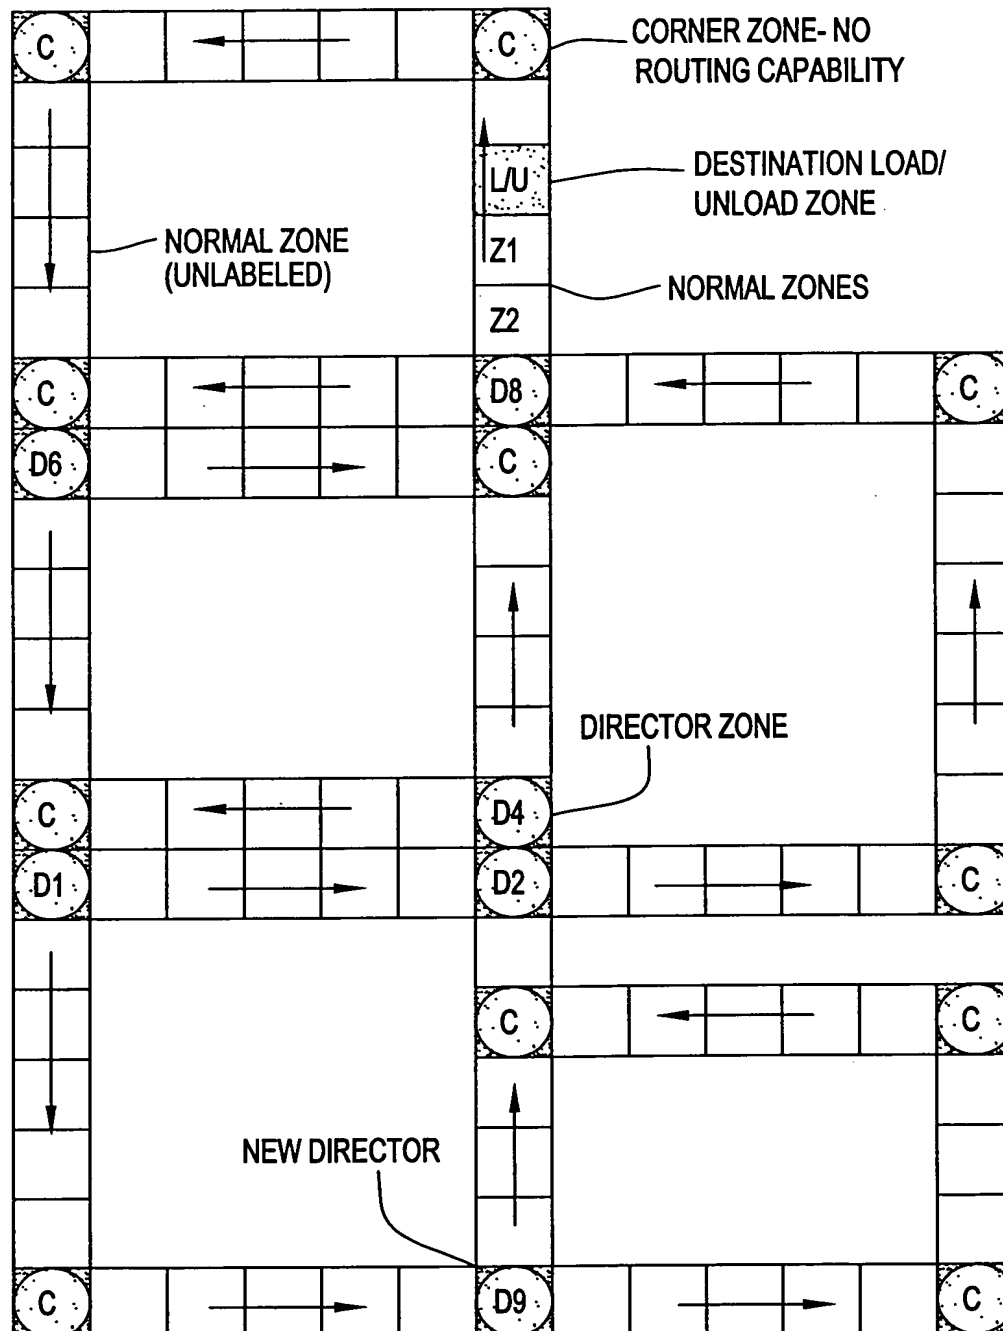 C
C
CORNER ZONE- NO
ROUTING CAPABILITY
L/U
DESTINATION LOAD/
UNLOAD ZONE
NORMAL ZONE
(UNLABELED)
Z1
NORMAL ZONES
Z2
C
D8
C
D6
C
DIRECTOR ZONE
C
D4
D1
D2
C
C
C
NEW DIRECTOR
C
D9
C